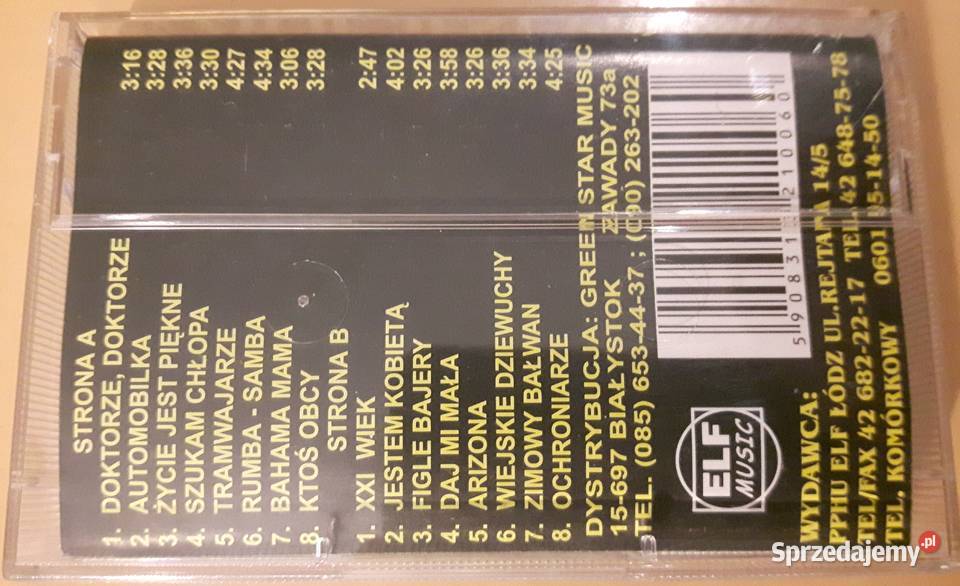 STRONA A
1. DOKTORZE, DOKTORZE 3:16
2. AUTOMOBILKA 3:28
3. ŻYCIE JEST PIĘKNE 3:36
4. SZUKAM CHŁOPA 3:30
5. TRAMWAJARZE 4:27
6. RUMBA - SAMBA 4:34
7. BAHAMA MAMA 3:06
8. KTOŚ OBCY 3:28
STRONA B
1. XXI WIEK 2:47
2. JESTEM KOBIETĄ 4:02
3. FIGLE BAJERY 3:26
4. DAJ MI MAŁA 3:58
5. ARIZONA 3:26
6. WIEJSKIE DZIEWUCHY 3:36
7. ZIMOWY BAŁWAN 3:34
8. OCHRONIARZE 4:25
DYSTRYBUCJA: GREEN STAR MUSIC
15-697 BIAŁYSTOK ZAWADY 73a
TEL. (085) 653-44-37 ; (090) 263-202
ELF
MUSIC
5 908312 10060
WYDAWCA:
PPHU ELF ŁÓDZ UL.REJTANA 14/5
TEL/FAX 42 682-22-17 TEL. 42 648-75-78
TEL, KOMÓRKOWY 0601
Sprzedajemy.pl